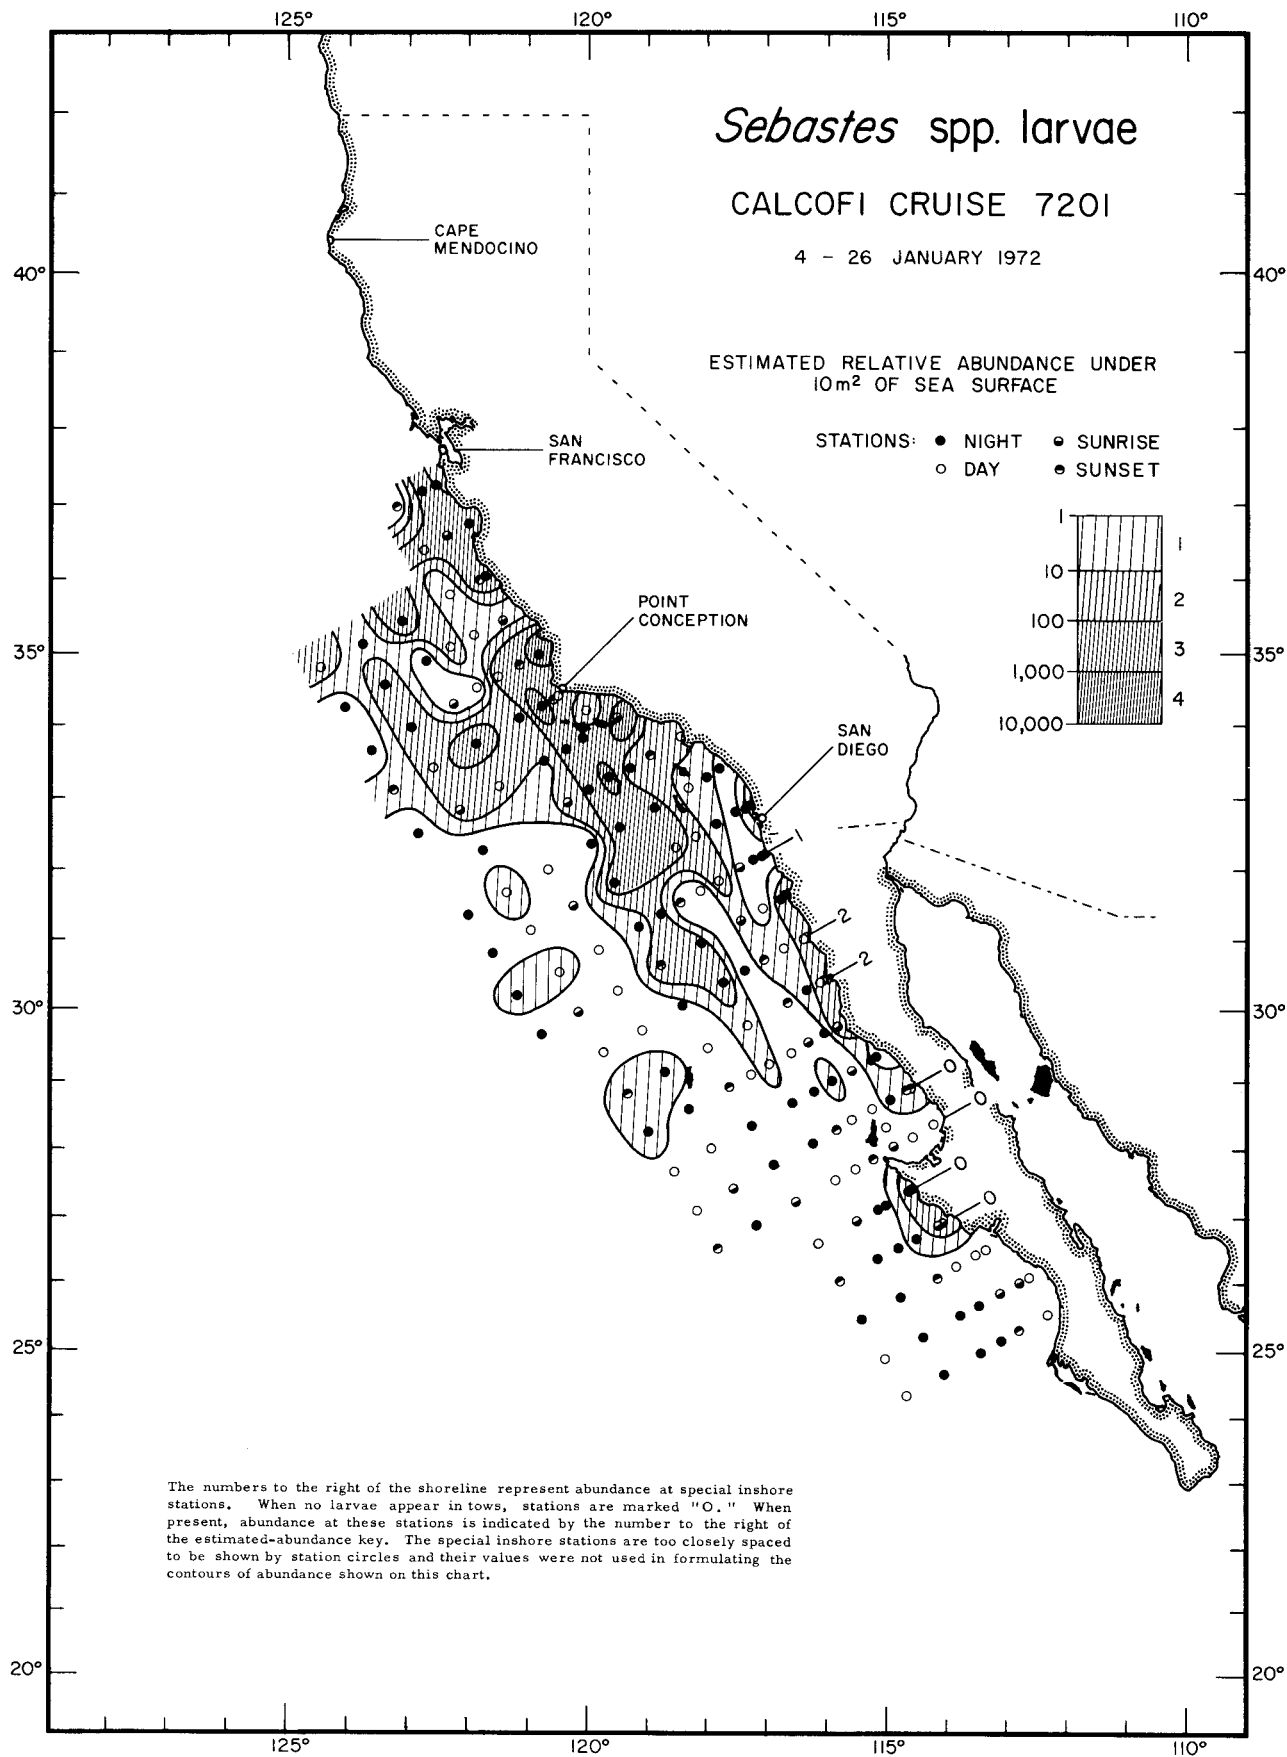 125° 120° 115° 110°
Sebastes spp. larvae
CALCOFI CRUISE 7201
4 - 26 JANUARY 1972
CAPE
MENDOCINO
40° 40°
ESTIMATED RELATIVE ABUNDANCE UNDER
10m² OF SEA SURFACE
STATIONS: ● NIGHT ◒ SUNRISE
○ DAY ◓ SUNSET
SAN
FRANCISCO
1
1
10
2
100
3
1,000
4
10,000
POINT
CONCEPTION
35° 35°
SAN
DIEGO
1
2
2
30° 30°
0
0
0
0
25° 25°
The numbers to the right of the shoreline represent abundance at special inshore
stations. When no larvae appear in tows, stations are marked "O." When
present, abundance at these stations is indicated by the number to the right of
the estimated-abundance key. The special inshore stations are too closely spaced
to be shown by station circles and their values were not used in formulating the
contours of abundance shown on this chart.
20° 20°
125° 120° 115° 110°